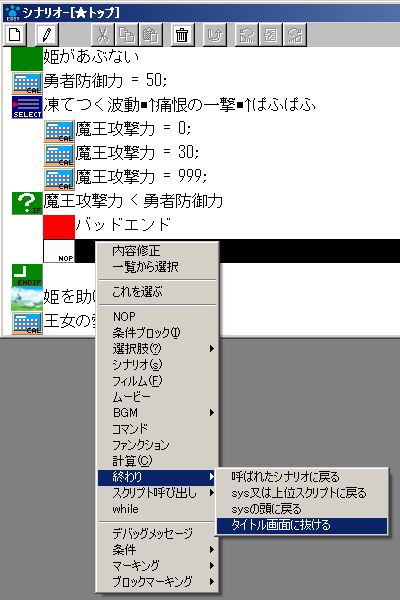 シナリオー[★トップ]
姫があぶない
CAL 勇者防御力 = 50;
SELECT 凍てつく波動■↑痛恨の一撃■↑ぱふぱふ
CAL 魔王攻撃力 = 0;
CAL 魔王攻撃力 = 30;
CAL 魔王攻撃力 = 999;
?IF 魔王攻撃力 < 勇者防御力
バッドエンド
NOP
ENDIF
姫を助け
CAL 王女の
内容修正
一覧から選択
これを選ぶ
NOP
条件ブロック(I)
選択肢(?)
シナリオ(s)
フィルム(F)
ムービー
BGM
コマンド
ファンクション
計算(C)
終わり
スクリプト呼び出し
while
デバッグメッセージ
条件
マーキング
ブロックマーキング
呼ばれたシナリオに戻る
sys又は上位スクリプトに戻る
sysの頭に戻る
タイトル画面に抜ける